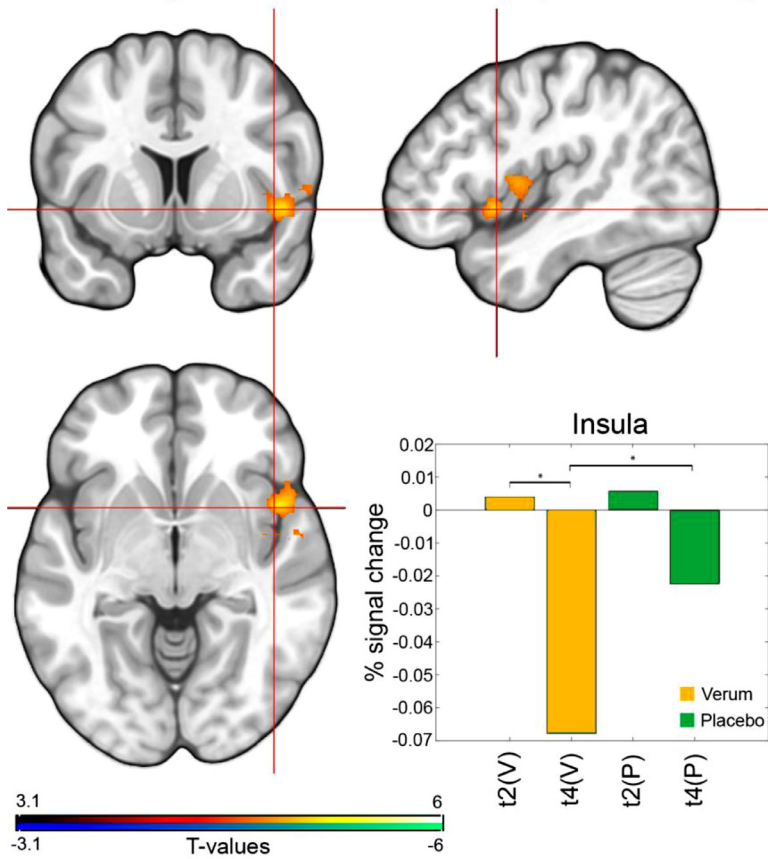 Insula
0.02
0.01
0
-0.01
-0.02
-0.03
-0.04
-0.05
-0.06
-0.07
% signal change
* *
Verum
Placebo
t2(V) t4(V) t2(P) t4(P)
3.1 6
-3.1 T-values -6